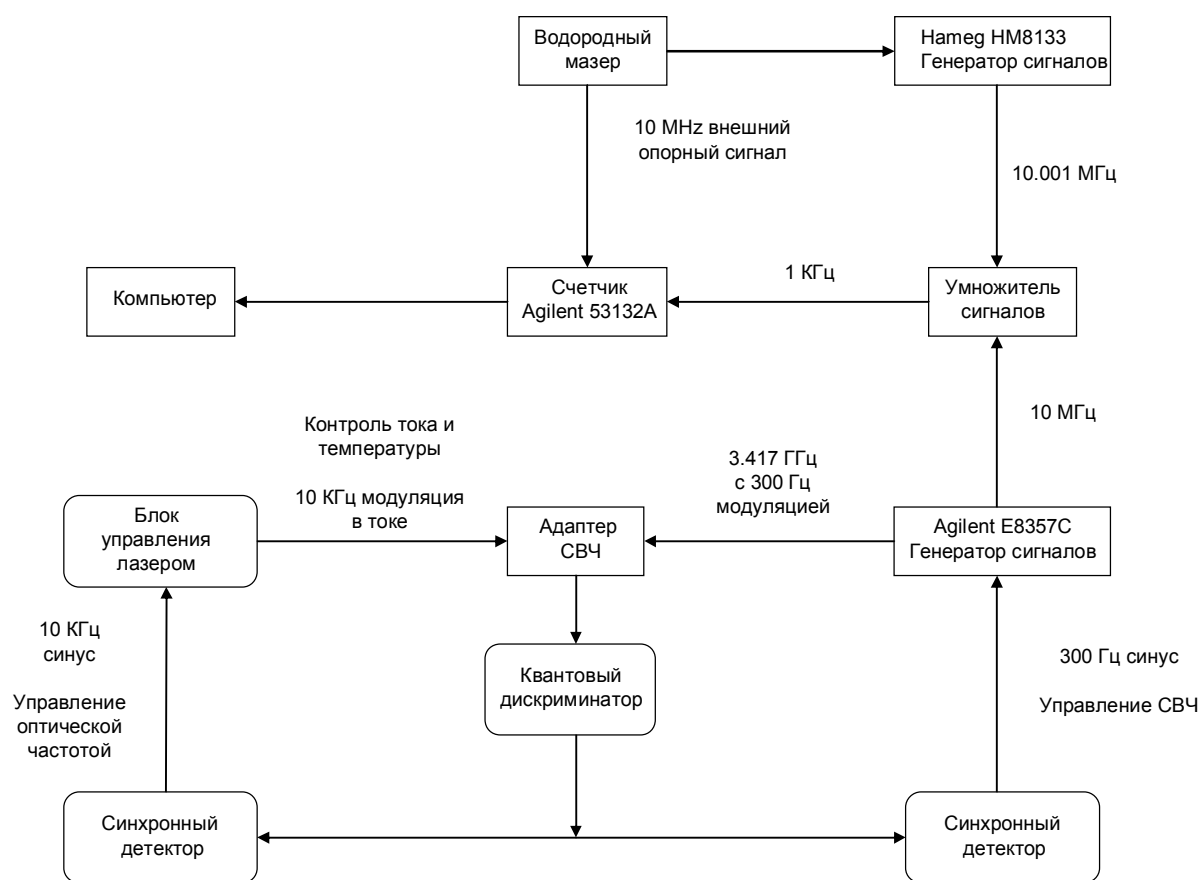 Водородный
мазер
Hameg HM8133
Генератор сигналов
10 MHz внешний
опорный сигнал
10.001 МГц
Компьютер
Счетчик
Agilent 53132A
1 КГц
Умножитель
сигналов
Контроль тока и
температуры
10 КГц модуляция
в токе
3.417 ГГц
с 300 Гц
модуляцией
10 МГц
Блок
управления
лазером
Адаптер
СВЧ
Agilent E8357C
Генератор сигналов
10 КГц
синус
Управление
оптической
частотой
Квантовый
дискриминатор
300 Гц синус
Управление СВЧ
Синхронный
детектор
Синхронный
детектор